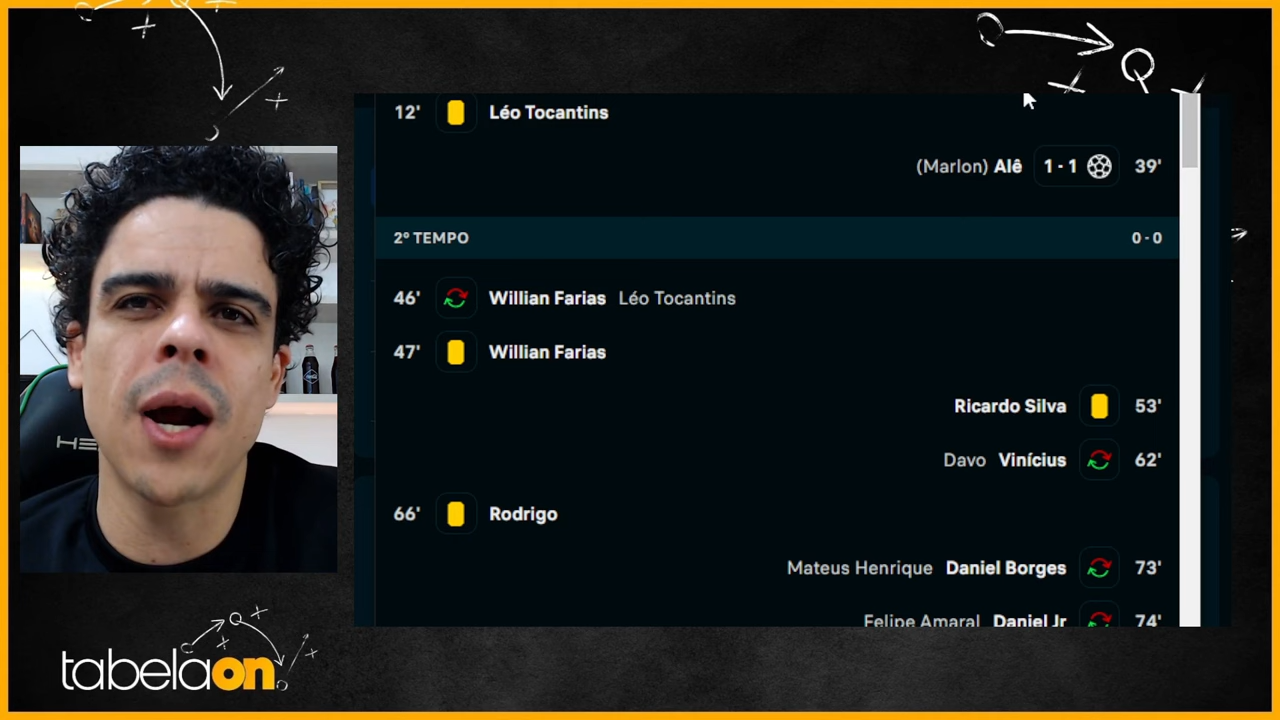 12' Léo Tocantins
(Marlon) Alê 1 - 1 39'
2º TEMPO 0 - 0
46' Willian Farias Léo Tocantins
47' Willian Farias
Ricardo Silva 53'
Davo Vinícius 62'
66' Rodrigo
Mateus Henrique Daniel Borges 73'
Felipe Amaral Daniel Jr 74'
HE
tabelaon